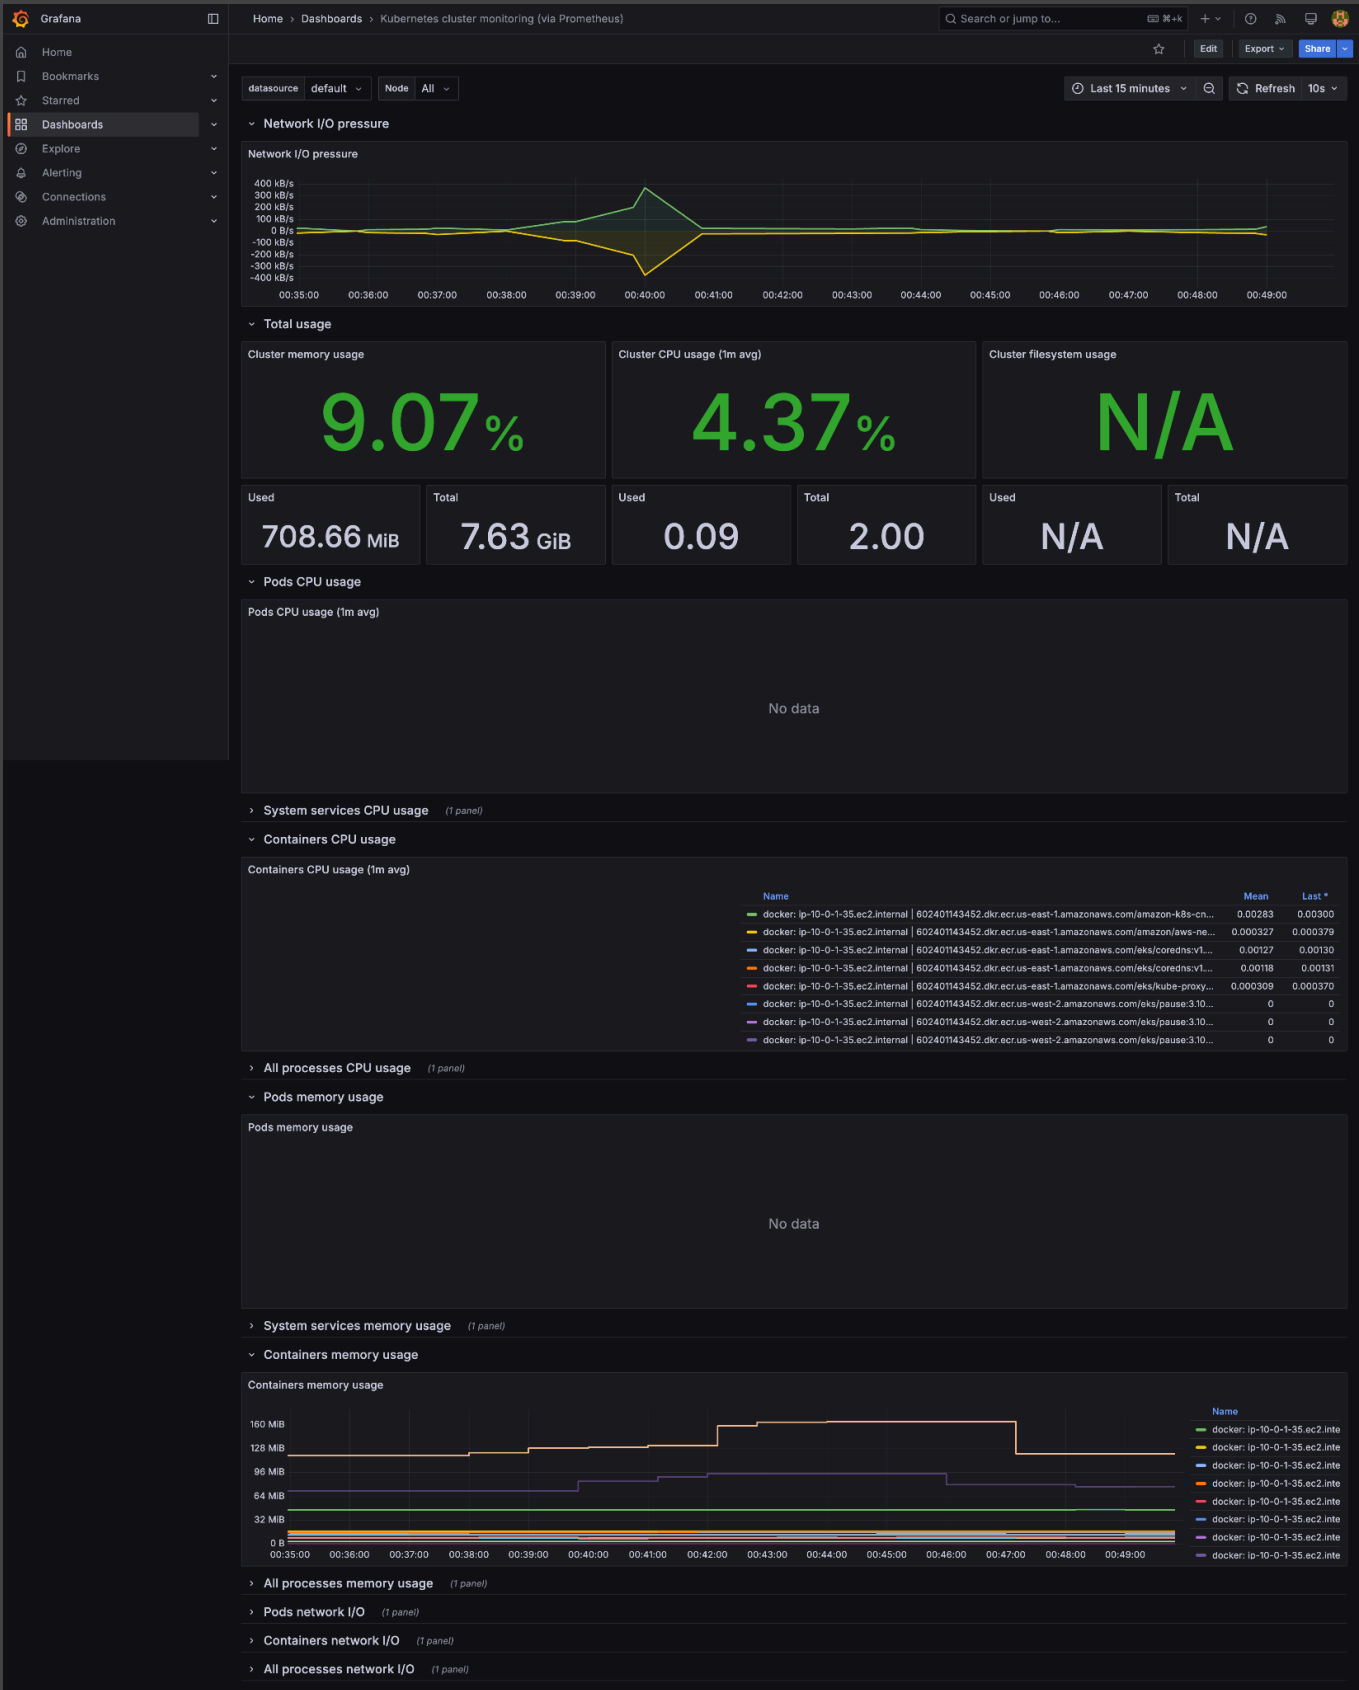 Grafana
Home › Dashboards › Kubernetes cluster monitoring (via Prometheus)
Search or jump to...
⌘+k
Edit
Export
Share
Home
Bookmarks
Starred
Dashboards
Explore
Alerting
Connections
Administration
datasource default Node All
Last 15 minutes
Refresh 10s
Network I/O pressure
Network I/O pressure
400 kB/s
300 kB/s
200 kB/s
100 kB/s
0 B/s
-100 kB/s
-200 kB/s
-300 kB/s
-400 kB/s
00:35:00 00:36:00 00:37:00 00:38:00 00:39:00 00:40:00 00:41:00 00:42:00 00:43:00 00:44:00 00:45:00 00:46:00 00:47:00 00:48:00 00:49:00
Total usage
Cluster memory usage
9.07%
Cluster CPU usage (1m avg)
4.37%
Cluster filesystem usage
N/A
Used
708.66 MiB
Total
7.63 GiB
Used
0.09
Total
2.00
Used
N/A
Total
N/A
Pods CPU usage
Pods CPU usage (1m avg)
No data
System services CPU usage (1 panel)
Containers CPU usage
Containers CPU usage (1m avg)
Name Mean Last *
docker: ip-10-0-1-35.ec2.internal | 602401143452.dkr.ecr.us-east-1.amazonaws.com/amazon-k8s-cn... 0.00283 0.00300
docker: ip-10-0-1-35.ec2.internal | 602401143452.dkr.ecr.us-east-1.amazonaws.com/amazon/aws-ne... 0.000327 0.000379
docker: ip-10-0-1-35.ec2.internal | 602401143452.dkr.ecr.us-east-1.amazonaws.com/eks/coredns:v1.... 0.00127 0.00130
docker: ip-10-0-1-35.ec2.internal | 602401143452.dkr.ecr.us-east-1.amazonaws.com/eks/coredns:v1.... 0.00118 0.00131
docker: ip-10-0-1-35.ec2.internal | 602401143452.dkr.ecr.us-east-1.amazonaws.com/eks/kube-proxy... 0.000309 0.000370
docker: ip-10-0-1-35.ec2.internal | 602401143452.dkr.ecr.us-west-2.amazonaws.com/eks/pause:3.10... 0 0
docker: ip-10-0-1-35.ec2.internal | 602401143452.dkr.ecr.us-west-2.amazonaws.com/eks/pause:3.10... 0 0
docker: ip-10-0-1-35.ec2.internal | 602401143452.dkr.ecr.us-west-2.amazonaws.com/eks/pause:3.10... 0 0
All processes CPU usage (1 panel)
Pods memory usage
Pods memory usage
No data
System services memory usage (1 panel)
Containers memory usage
Containers memory usage
160 MiB
128 MiB
96 MiB
64 MiB
32 MiB
0 B
00:35:00 00:36:00 00:37:00 00:38:00 00:39:00 00:40:00 00:41:00 00:42:00 00:43:00 00:44:00 00:45:00 00:46:00 00:47:00 00:48:00 00:49:00
Name
docker: ip-10-0-1-35.ec2.inte
docker: ip-10-0-1-35.ec2.inte
docker: ip-10-0-1-35.ec2.inte
docker: ip-10-0-1-35.ec2.inte
docker: ip-10-0-1-35.ec2.inte
docker: ip-10-0-1-35.ec2.inte
docker: ip-10-0-1-35.ec2.inte
docker: ip-10-0-1-35.ec2.inte
All processes memory usage (1 panel)
Pods network I/O (1 panel)
Containers network I/O (1 panel)
All processes network I/O (1 panel)